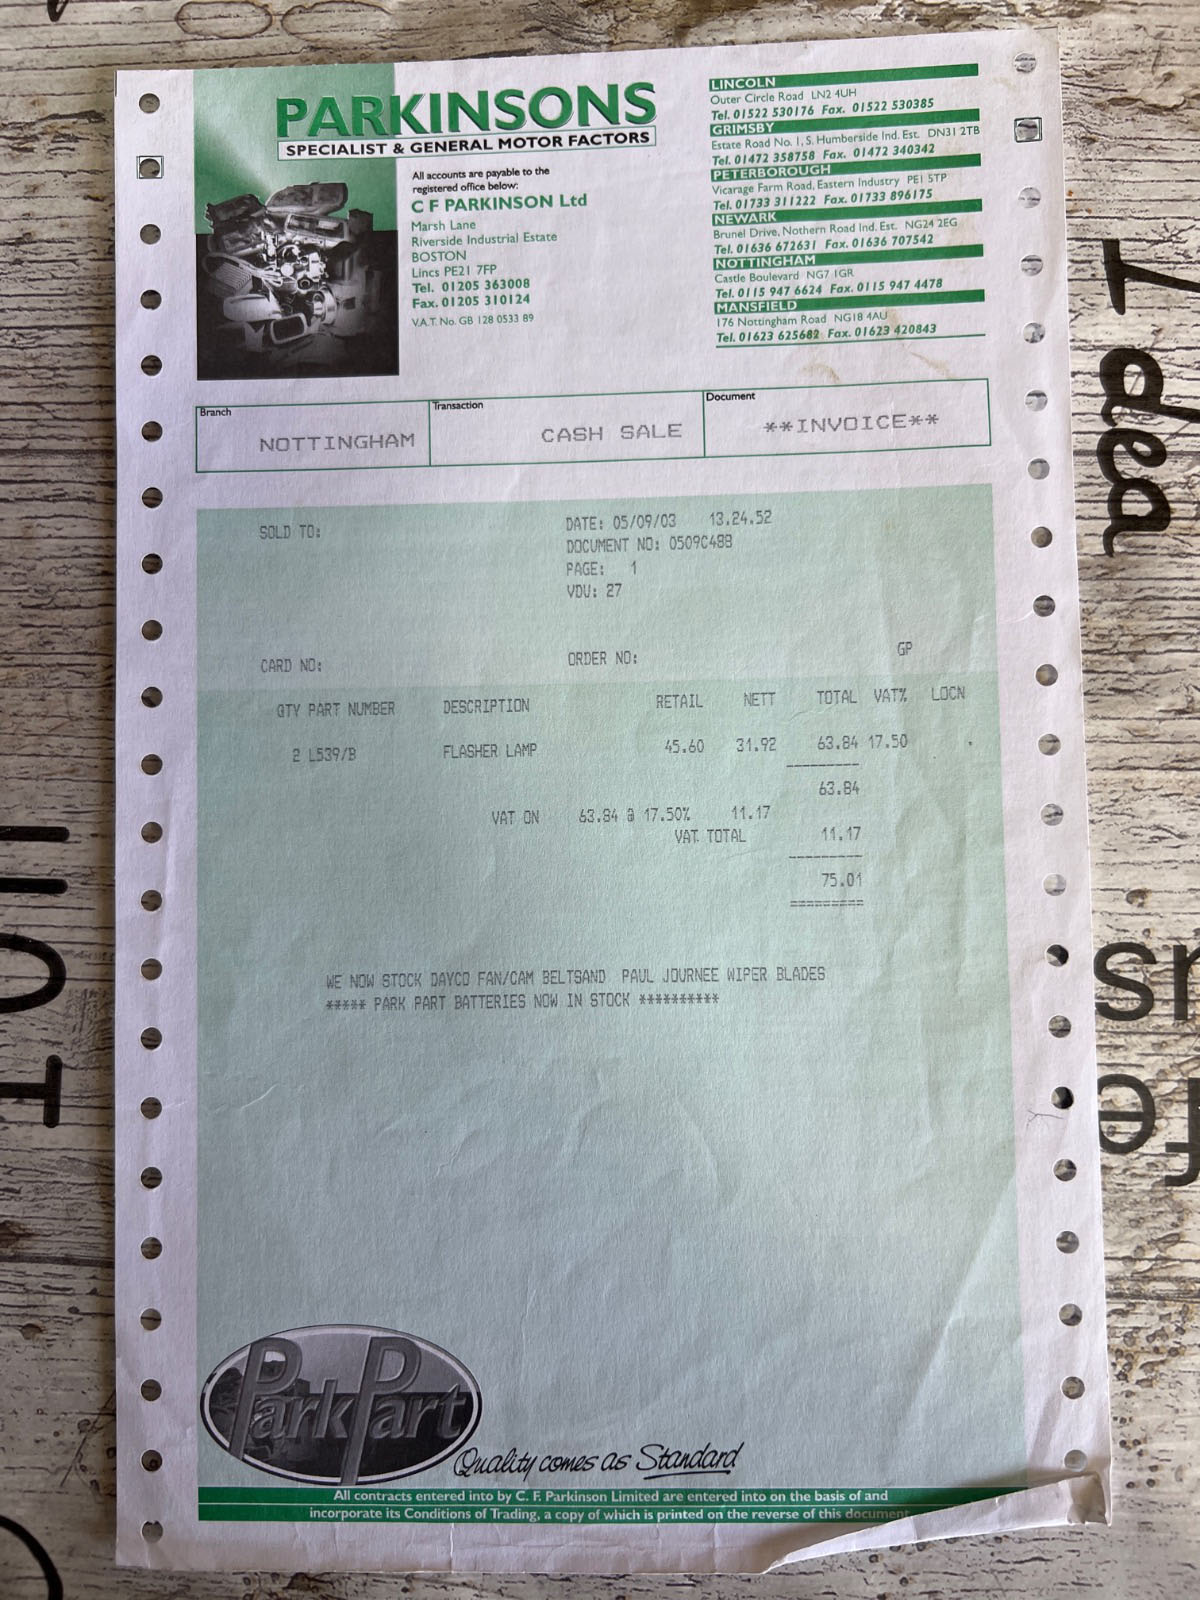 PARKINSONS
SPECIALIST & GENERAL MOTOR FACTORS
All accounts are payable to the
registered office below:
C F PARKINSON Ltd
Marsh Lane
Riverside Industrial Estate
BOSTON
Lincs PE21 7FP
Tel. 01205 363008
Fax. 01205 310124
V.A.T. No. GB 128 0533 89
LINCOLN
Outer Circle Road LN2 4UH
Tel. 01522 530176 Fax. 01522 530385
GRIMSBY
Estate Road No. 1, S. Humberside Ind. Est. DN31 2TB
Tel. 01472 358758 Fax. 01472 340342
PETERBOROUGH
Vicarage Farm Road, Eastern Industry PE1 5TP
Tel. 01733 311222 Fax. 01733 896175
NEWARK
Brunel Drive, Nothern Road Ind. Est. NG24 2EG
Tel. 01636 672631 Fax. 01636 707542
NOTTINGHAM
Castle Boulevard NG7 1GR
Tel. 0115 947 6624 Fax. 0115 947 4478
MANSFIELD
176 Nottingham Road NG18 4AU
Tel. 01623 625682 Fax. 01623 420843
Branch Transaction Document
NOTTINGHAM CASH SALE **INVOICE**
SOLD TO: DATE: 05/09/03 13.24.52
DOCUMENT NO: 0509C488
PAGE: 1
VDU: 27
CARD NO: ORDER NO: GP
QTY PART NUMBER DESCRIPTION RETAIL NETT TOTAL VAT% LOCN
2 L539/B FLASHER LAMP 45.60 31.92 63.84 17.50
63.84
VAT ON 63.84 @ 17.50% 11.17
VAT TOTAL 11.17
75.01
WE NOW STOCK DAYCO FAN/CAM BELTSAND PAUL JOURNEE WIPER BLADES
***** PARK PART BATTERIES NOW IN STOCK **********
ParkPart
Quality comes as Standard
All contracts entered into by C. F. Parkinson Limited are entered into on the basis of and
incorporate its Conditions of Trading, a copy of which is printed on the reverse of this document
Idea